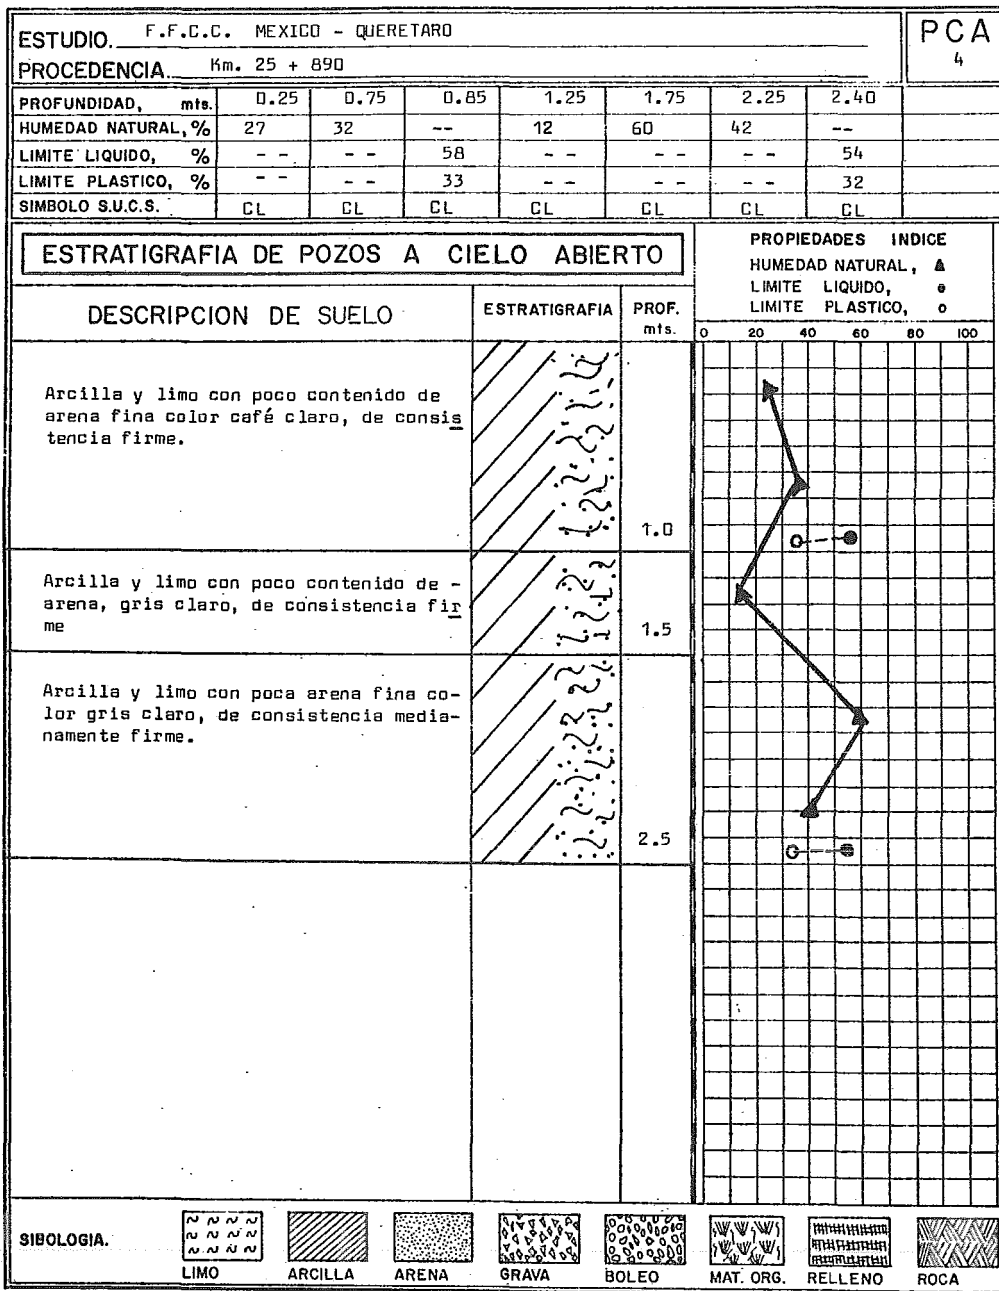 ESTUDIO. F.F.C.C. MEXICO - QUERETARO
PROCEDENCIA. Km. 25 + 890
PCA
4
PROFUNDIDAD, mts. 0.25 0.75 0.85 1.25 1.75 2.25 2.40
HUMEDAD NATURAL, % 27 32 -- 12 60 42 --
LIMITE LIQUIDO, % - - - - 58 - - - - - - 54
LIMITE PLASTICO, % - - - - 33 - - - - - - 32
SIMBOLO S.U.C.S. CL CL CL CL CL CL CL
ESTRATIGRAFIA DE POZOS A CIELO ABIERTO
PROPIEDADES INDICE
HUMEDAD NATURAL, ▲
LIMITE LIQUIDO, ●
LIMITE PLASTICO, o
DESCRIPCION DE SUELO
ESTRATIGRAFIA
PROF.
mts.
0 20 40 60 80 100
Arcilla y limo con poco contenido de
arena fina color café claro, de consis
tencia firme.
1.0
Arcilla y limo con poco contenido de -
arena, gris claro, de consistencia fir
me
1.5
Arcilla y limo con poca arena fina co-
lor gris claro, de consistencia media-
namente firme.
2.5
SIBOLOGIA.
LIMO ARCILLA ARENA GRAVA BOLEO MAT. ORG. RELLENO ROCA